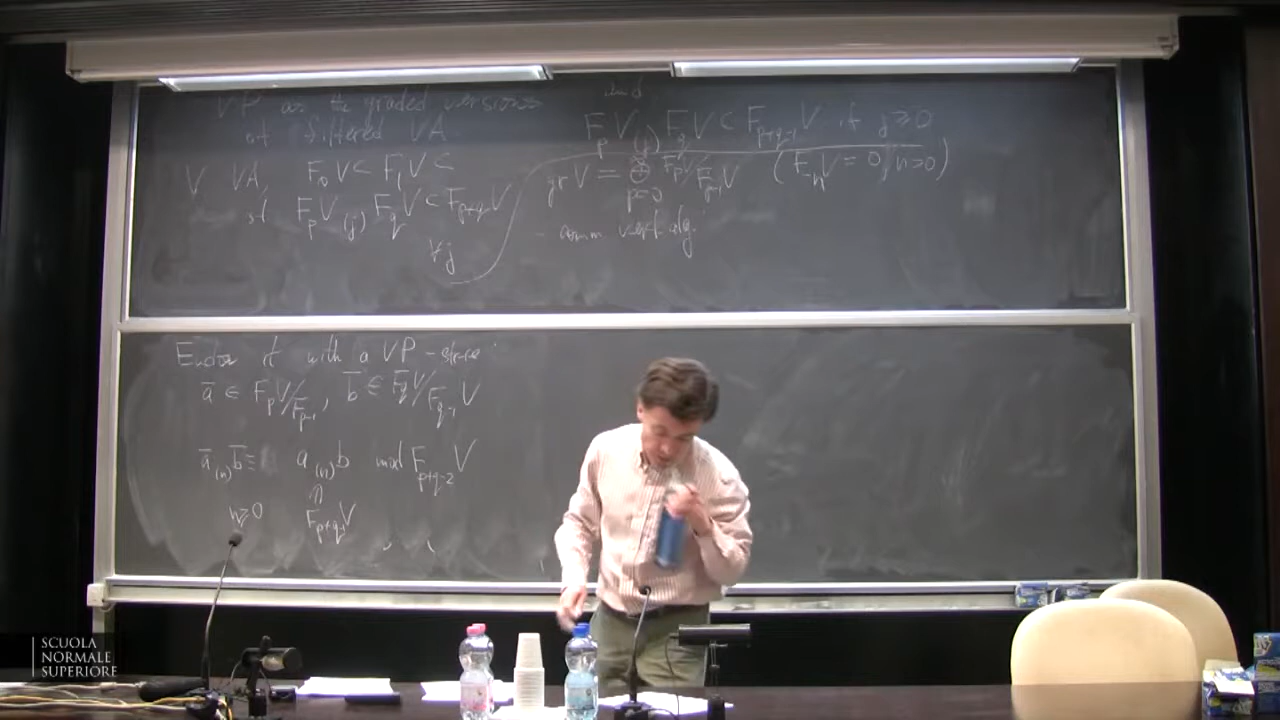 VP as the graded versions
of filtered VA
V VA, F₀V ⊂ F₁V ⊂
st F_pV_(j) F_qV ⊂ F_{p+q}V
∀j
and
F_pV_(j) F_qV ⊂ F_{p+q-1}V if j≥0
gr V = ⊕_{p=0} F_pV/F_{p-1}V (F_nV = 0, n>0)
comm vert alg.
Endow it with a VP-struc
ā ∈ F_pV/F_{p-1}, b̄ ∈ F_qV/F_{q-1}V
ā_(n)b̄ ≡ a_(n)b mod F_{p+q-2}V
n≥0 F_{p+q-1}V
SCUOLA
NORMALE
SUPERIORE